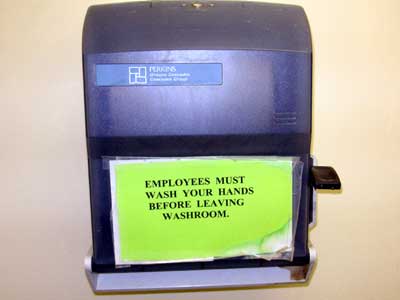 PERKINS
EMPLOYEES MUST
WASH YOUR HANDS
BEFORE LEAVING
WASHROOM.